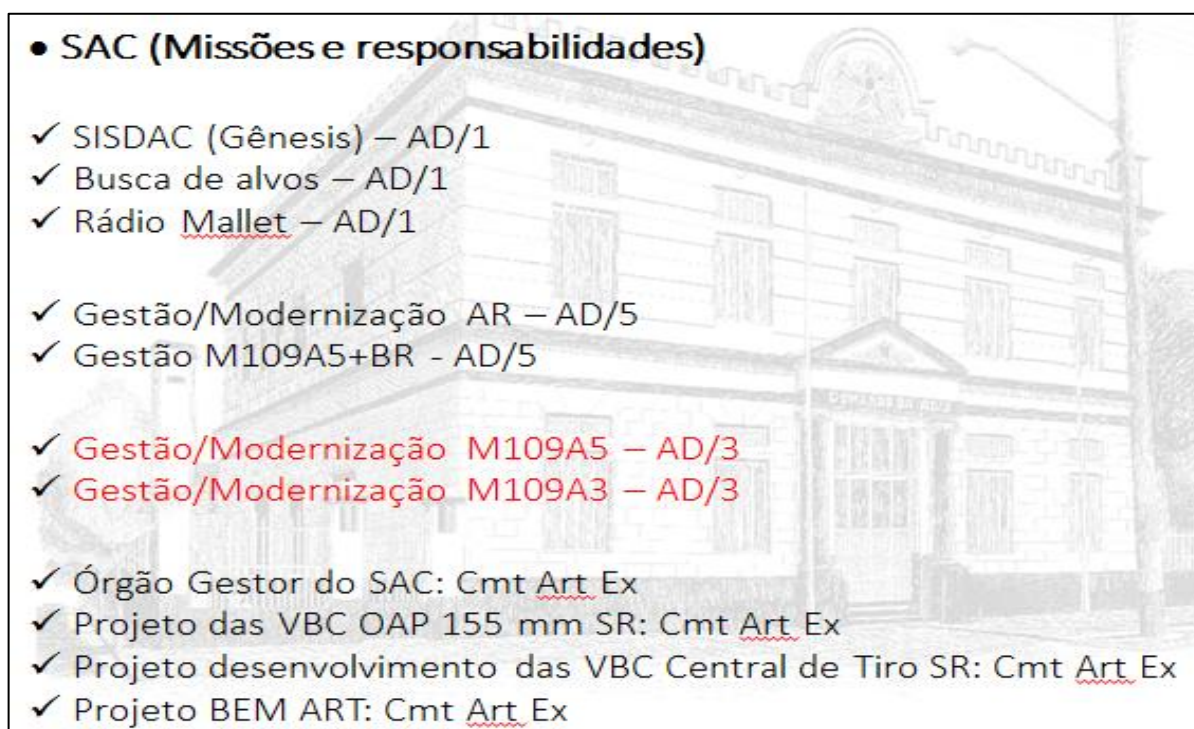 • SAC (Missões e responsabilidades)
✓ SISDAC (Gênesis) – AD/1
✓ Busca de alvos – AD/1
✓ Rádio Mallet – AD/1
✓ Gestão/Modernização AR – AD/5
✓ Gestão M109A5+BR - AD/5
✓ Gestão/Modernização M109A5 – AD/3
✓ Gestão/Modernização M109A3 – AD/3
✓ Órgão Gestor do SAC: Cmt Art Ex
✓ Projeto das VBC OAP 155 mm SR: Cmt Art Ex
✓ Projeto desenvolvimento das VBC Central de Tiro SR: Cmt Art Ex
✓ Projeto BEM ART: Cmt Art Ex